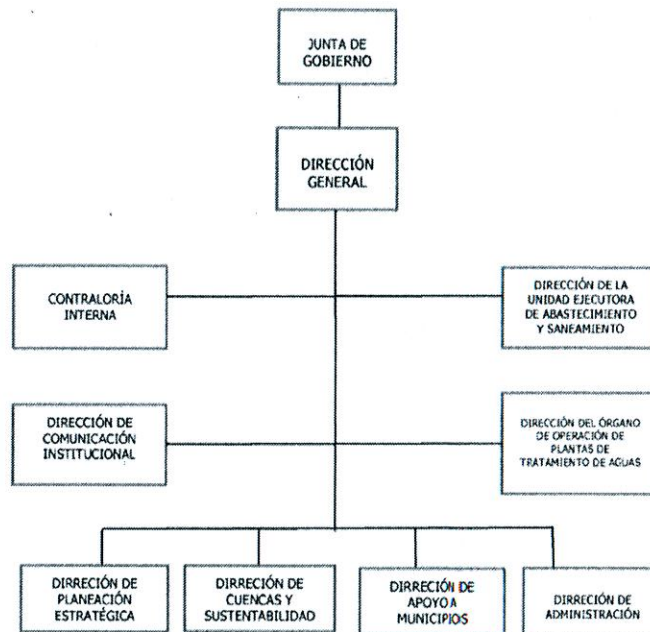 JUNTA DE
GOBIERNO
DIRECCIÓN
GENERAL
CONTRALORÍA
INTERNA
DIRECCIÓN DE LA
UNIDAD EJECUTORA
DE ABASTECIMIENTO
Y SANEAMIENTO
DIRECCIÓN DE
COMUNICACIÓN
INSTITUCIONAL
DIRECCIÓN DEL ÓRGANO
DE OPERACIÓN DE
PLANTAS DE
TRATAMIENTO DE AGUAS
DIRRECIÓN DE
PLANEACIÓN
ESTRATÉGICA
DIRRECIÓN DE
CUENCAS Y
SUSTENTABILIDAD
DIRRECIÓN DE
APOYO A
MUNICIPIOS
DIRRECIÓN DE
ADMINISTRACIÓN